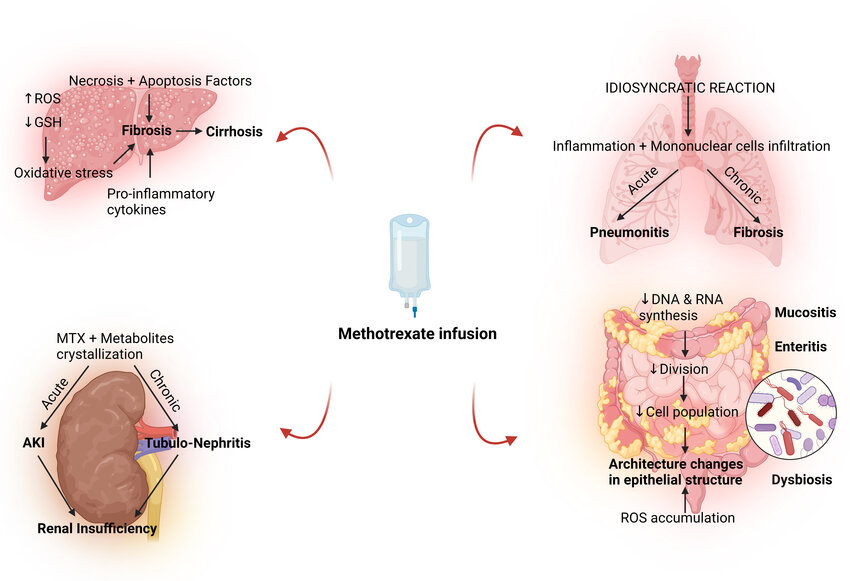 Necrosis + Apoptosis Factors
↑ROS
↓GSH
Fibrosis
Cirrhosis
Oxidative stress
Pro-inflammatory
cytokines
IDIOSYNCRATIC REACTION
Inflammation + Mononuclear cells infiltration
Acute
Chronic
Pneumonitis
Fibrosis
Methotrexate infusion
MTX + Metabolites
crystallization
Acute
Chronic
AKI
Tubulo-Nephritis
Renal Insufficiency
↓DNA & RNA
synthesis
Mucositis
Enteritis
↓Division
↓Cell population
Architecture changes
in epithelial structure
Dysbiosis
ROS accumulation